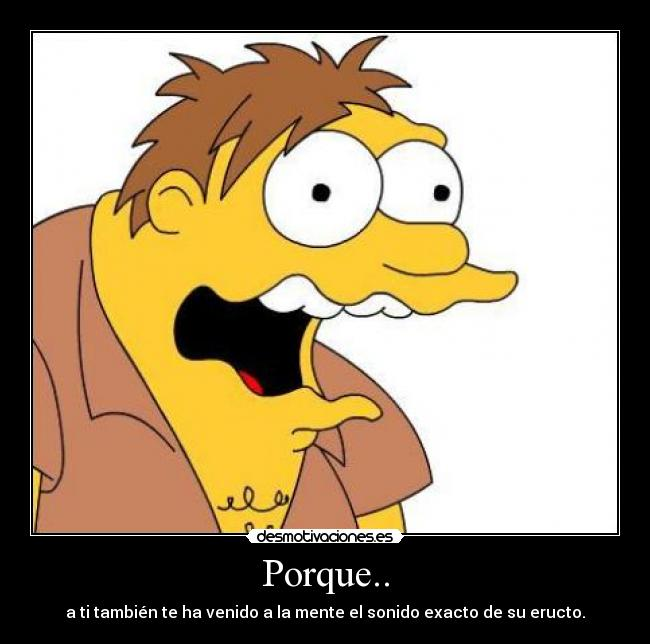 desmotivaciones.es
Porque..
a ti también te ha venido a la mente el sonido exacto de su eructo.